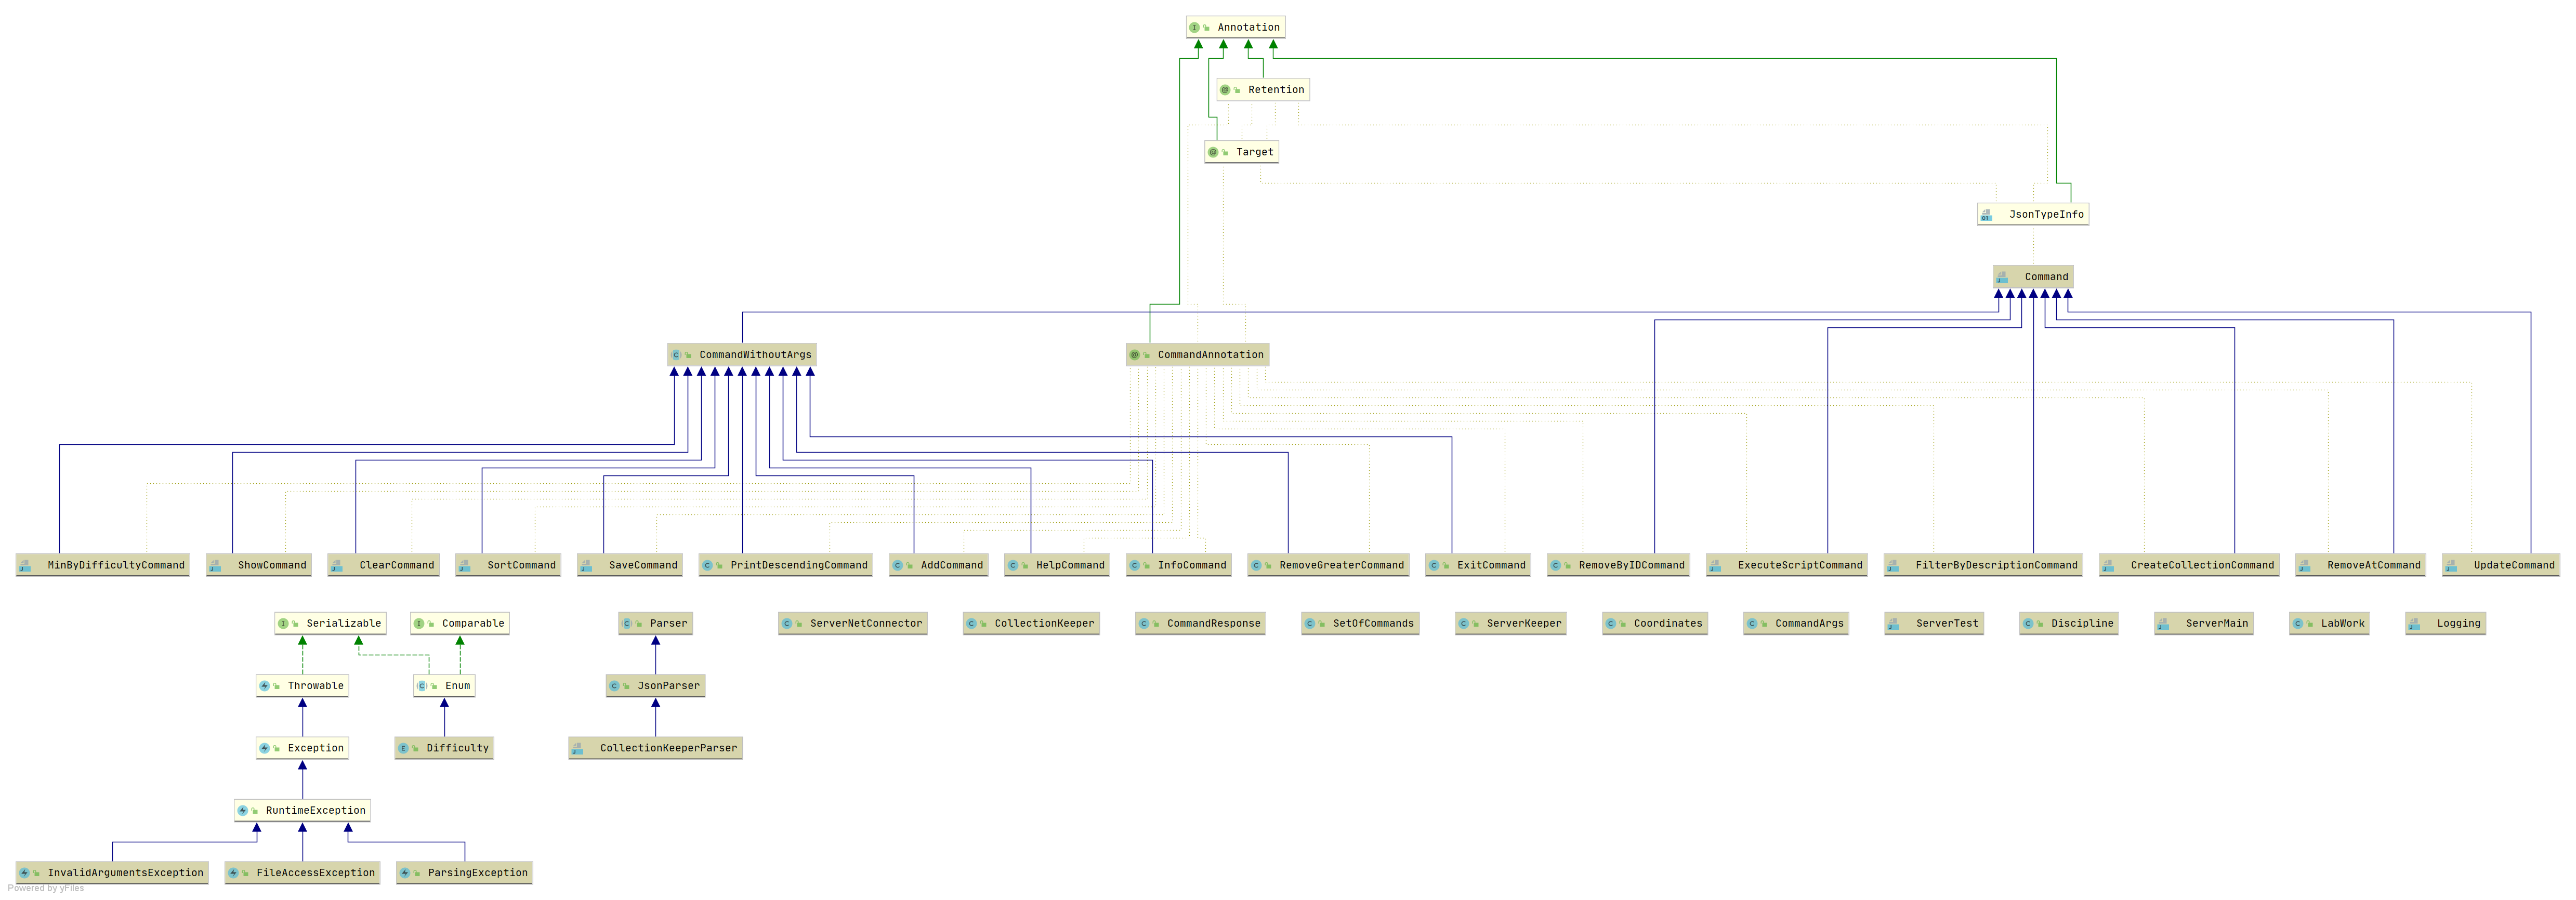 Annotation
Retention
Target
JsonTypeInfo
Command
CommandWithoutArgs
CommandAnnotation
MinByDifficultyCommand
ShowCommand
ClearCommand
SortCommand
SaveCommand
PrintDescendingCommand
AddCommand
HelpCommand
InfoCommand
RemoveGreaterCommand
ExitCommand
RemoveByIDCommand
ExecuteScriptCommand
FilterByDescriptionCommand
CreateCollectionCommand
RemoveAtCommand
UpdateCommand
Serializable
Comparable
Parser
ServerNetConnector
CollectionKeeper
CommandResponse
SetOfCommands
ServerKeeper
Coordinates
CommandArgs
ServerTest
Discipline
ServerMain
LabWork
Logging
Throwable
Enum
JsonParser
Exception
Difficulty
CollectionKeeperParser
RuntimeException
InvalidArgumentsException
FileAccessException
ParsingException
Powered by yFiles